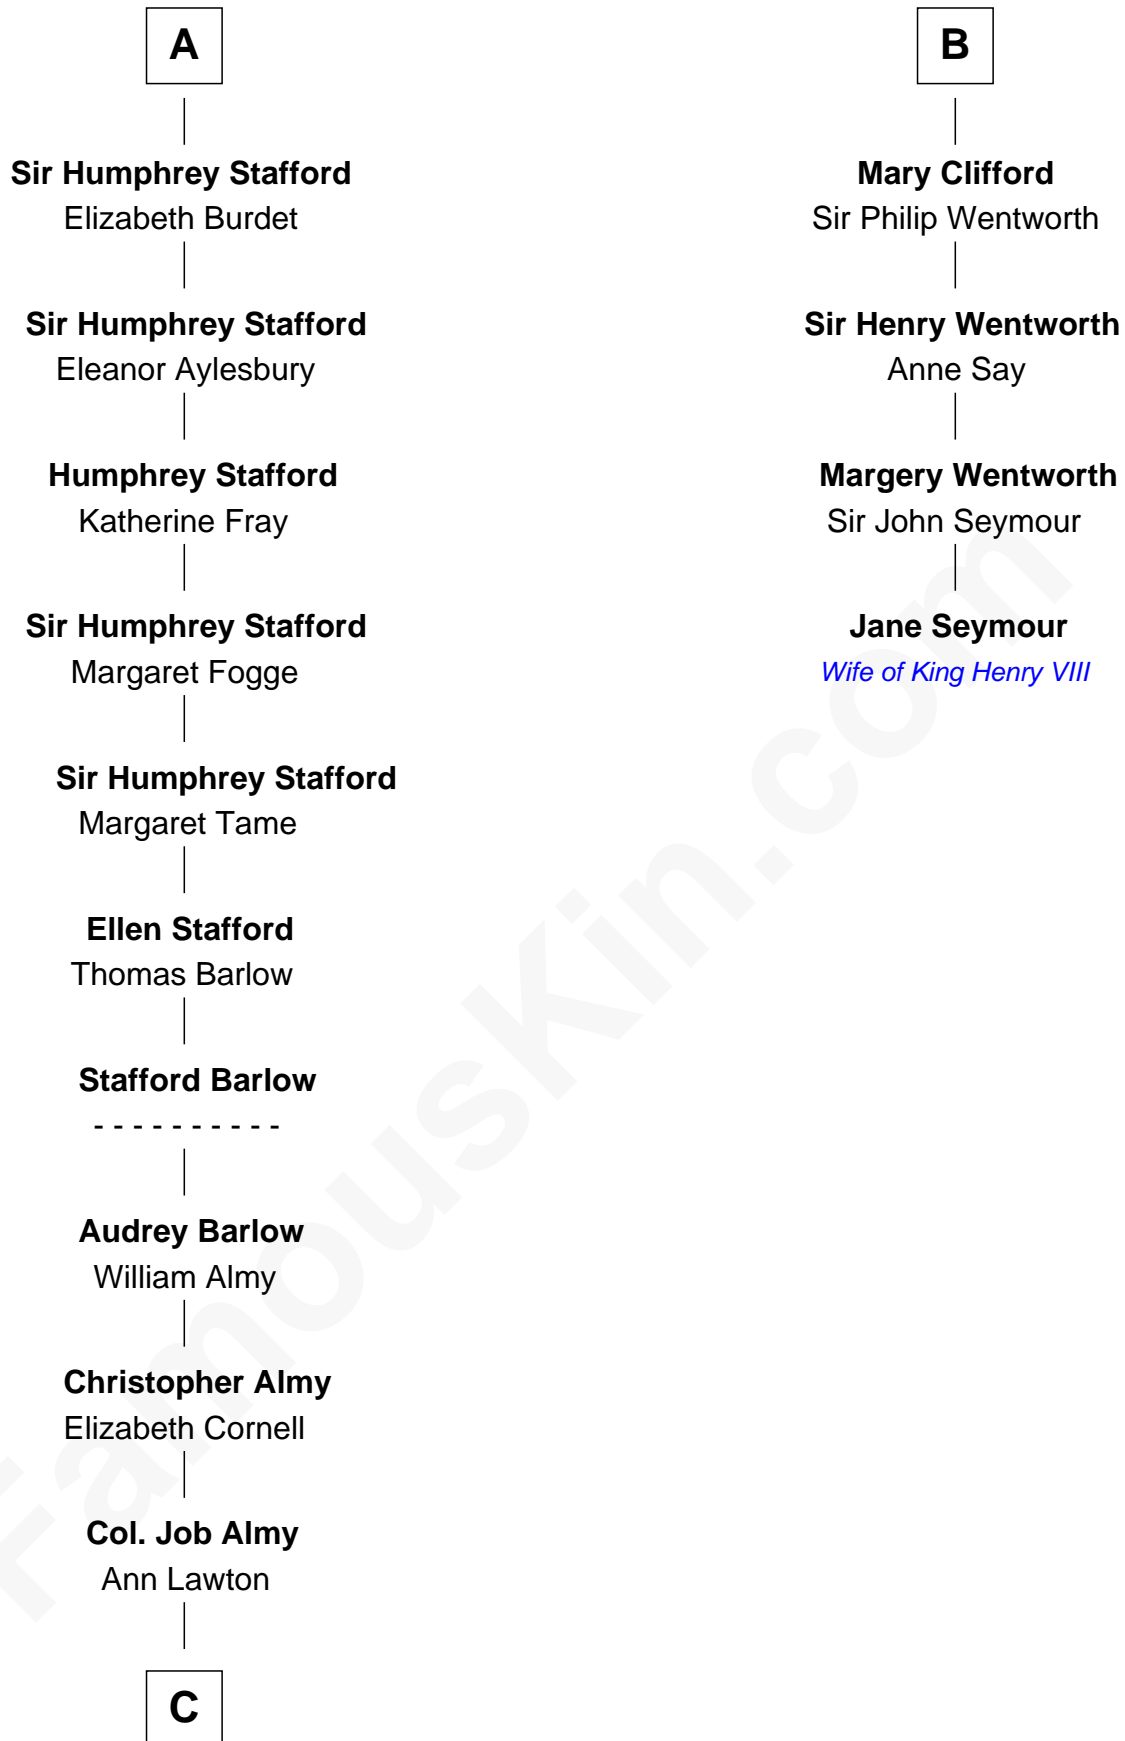 A
Sir Humphrey Stafford
Elizabeth Burdet
Sir Humphrey Stafford
Eleanor Aylesbury
Humphrey Stafford
Katherine Fray
Sir Humphrey Stafford
Margaret Fogge
Sir Humphrey Stafford
Margaret Tame
Ellen Stafford
Thomas Barlow
Stafford Barlow
- - - - - - - - - -
Audrey Barlow
William Almy
Christopher Almy
Elizabeth Cornell
Col. Job Almy
Ann Lawton
C
B
Mary Clifford
Sir Philip Wentworth
Sir Henry Wentworth
Anne Say
Margery Wentworth
Sir John Seymour
Jane Seymour
Wife of King Henry VIII
FamousKin.com